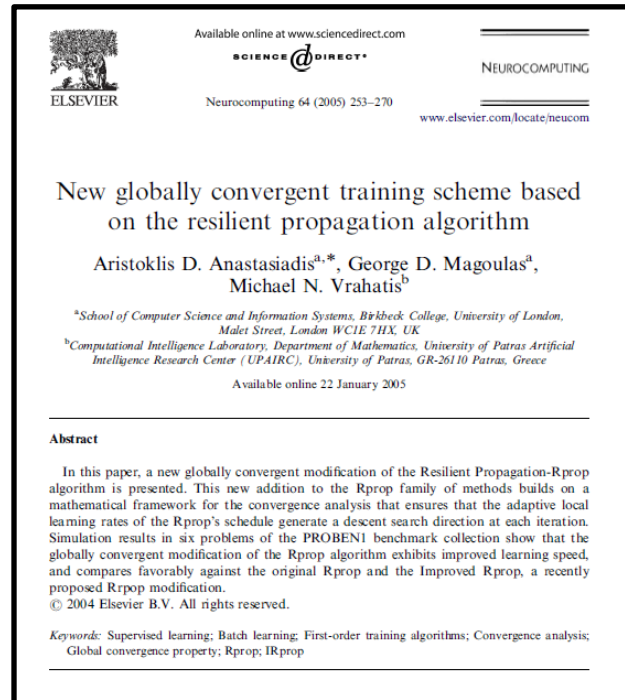 Available online at www.sciencedirect.com
SCIENCE @ DIRECT•
ELSEVIER
Neurocomputing 64 (2005) 253–270
NEUROCOMPUTING
www.elsevier.com/locate/neucom
New globally convergent training scheme based
on the resilient propagation algorithm
Aristoklis D. Anastasiadisᵃ,*, George D. Magoulasᵃ,
Michael N. Vrahatisᵇ
ᵃSchool of Computer Science and Information Systems, Birkbeck College, University of London,
Malet Street, London WC1E 7HX, UK
ᵇComputational Intelligence Laboratory, Department of Mathematics, University of Patras Artificial
Intelligence Research Center (UPAIRC), University of Patras, GR-26110 Patras, Greece
Available online 22 January 2005
Abstract
In this paper, a new globally convergent modification of the Resilient Propagation-Rprop
algorithm is presented. This new addition to the Rprop family of methods builds on a
mathematical framework for the convergence analysis that ensures that the adaptive local
learning rates of the Rprop's schedule generate a descent search direction at each iteration.
Simulation results in six problems of the PROBEN1 benchmark collection show that the
globally convergent modification of the Rprop algorithm exhibits improved learning speed,
and compares favorably against the original Rprop and the Improved Rprop, a recently
proposed Rrpop modification.
© 2004 Elsevier B.V. All rights reserved.
Keywords: Supervised learning; Batch learning; First-order training algorithms; Convergence analysis;
Global convergence property; Rprop; IRprop